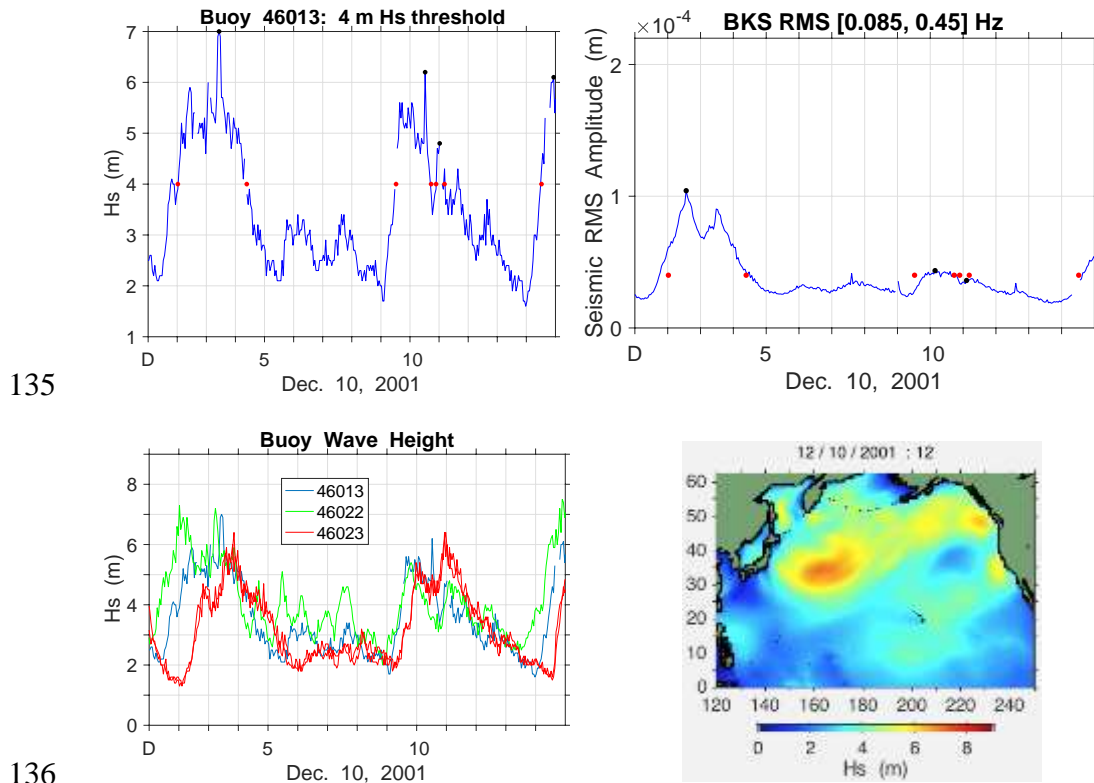 Buoy 46013: 4 m Hs threshold
7
6
5
4
3
2
1
Hs (m)
D 5 10
Dec. 10, 2001
BKS RMS [0.085, 0.45] Hz
×10⁻⁴
2
1
0
Seismic RMS Amplitude (m)
D 5 10
Dec. 10, 2001
135
Buoy Wave Height
46013
46022
46023
8
6
4
2
0
Hs (m)
D 5 10
Dec. 10, 2001
12 / 10 / 2001 : 12
60
50
40
30
20
10
0
120 140 160 180 200 220 240
0 2 4 6 8
Hs (m)
136